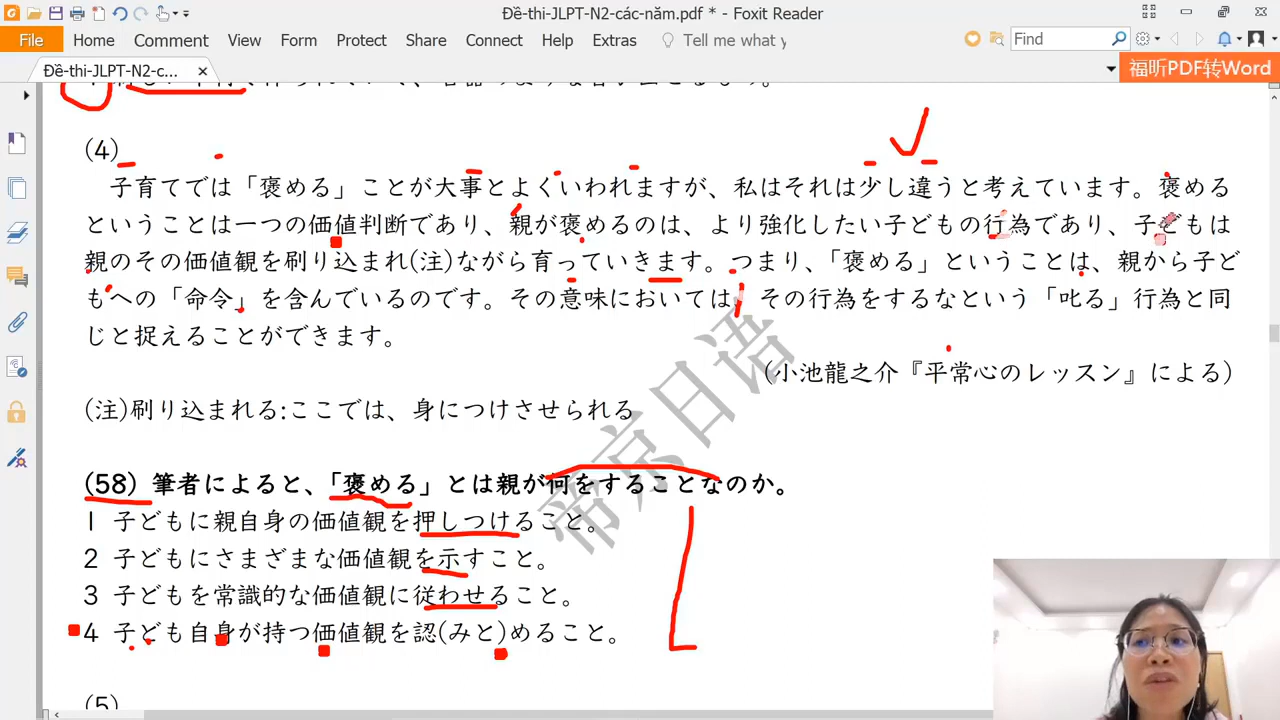 Đề-thi-JLPT-N2-các-năm.pdf * - Foxit Reader
File Home Comment View Form Protect Share Connect Help Extras Tell me what y Find
Đề-thi-JLPT-N2-c... 福昕PDF转Word
(4)
子育てでは「褒める」ことが大事とよくいわれますが、私はそれは少し違うと考えています。褒める
ということは一つの価値判断であり、親が褒めるのは、より強化したい子どもの行為であり、子どもは
親のその価値観を刷り込まれ(注)ながら育っていきます。つまり、「褒める」ということは、親から子ど
もへの「命令」を含んでいるのです。その意味においては、その行為をするなという「叱る」行為と同
じと捉えることができます。
(小池龍之介『平常心のレッスン』による)
(注)刷り込まれる:ここでは、身につけさせられる
(58) 筆者によると、「褒める」とは親が何をすることなのか。
1 子どもに親自身の価値観を押しつけること。
2 子どもにさまざまな価値観を示すこと。
3 子どもを常識的な価値観に従わせること。
4 子ども自身が持つ価値観を認(みと)めること。
(5)
帝京日语